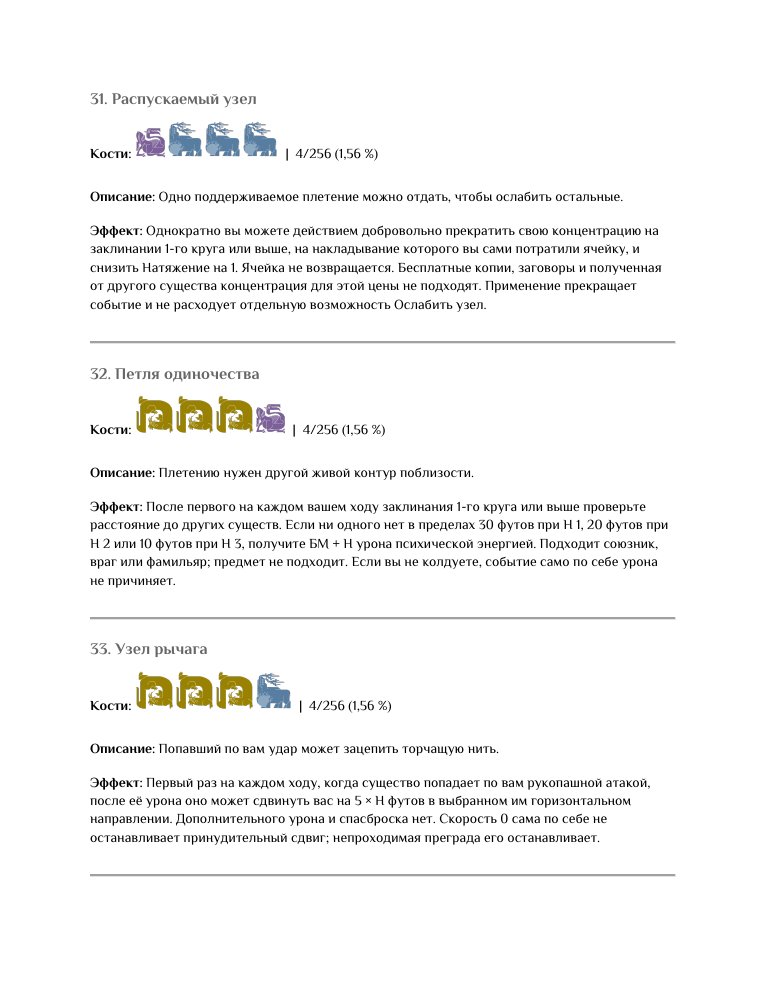 31. Распускаемый узел
Кости: | 4/256 (1,56 %)
Описание: Одно поддерживаемое плетение можно отдать, чтобы ослабить остальные.
Эффект: Однократно вы можете действием добровольно прекратить свою концентрацию на
заклинании 1-го круга или выше, на накладывание которого вы сами потратили ячейку, и
снизить Натяжение на 1. Ячейка не возвращается. Бесплатные копии, заговоры и полученная
от другого существа концентрация для этой цены не подходят. Применение прекращает
событие и не расходует отдельную возможность Ослабить узел.
32. Петля одиночества
Кости: | 4/256 (1,56 %)
Описание: Плетению нужен другой живой контур поблизости.
Эффект: После первого на каждом вашем ходу заклинания 1-го круга или выше проверьте
расстояние до других существ. Если ни одного нет в пределах 30 футов при Н 1, 20 футов при
Н 2 или 10 футов при Н 3, получите БМ + Н урона психической энергией. Подходит союзник,
враг или фамильяр; предмет не подходит. Если вы не колдуете, событие само по себе урона
не причиняет.
33. Узел рычага
Кости: | 4/256 (1,56 %)
Описание: Попавший по вам удар может зацепить торчащую нить.
Эффект: Первый раз на каждом ходу, когда существо попадает по вам рукопашной атакой,
после её урона оно может сдвинуть вас на 5 × Н футов в выбранном им горизонтальном
направлении. Дополнительного урона и спасброска нет. Скорость 0 сама по себе не
останавливает принудительный сдвиг; непроходимая преграда его останавливает.